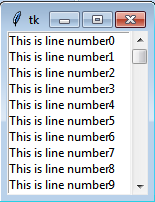 tk
This is line number0
This is line number1
This is line number2
This is line number3
This is line number4
This is line number5
This is line number6
This is line number7
This is line number8
This is line number9